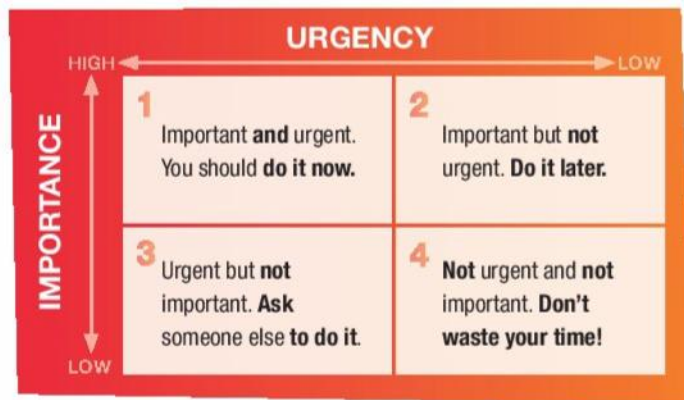 URGENCY
HIGH
LOW
IMPORTANCE
1
Important and urgent.
You should do it now.
2
Important but not
urgent. Do it later.
3
Urgent but not
important. Ask
someone else to do it.
4
Not urgent and not
important. Don't
waste your time!
LOW